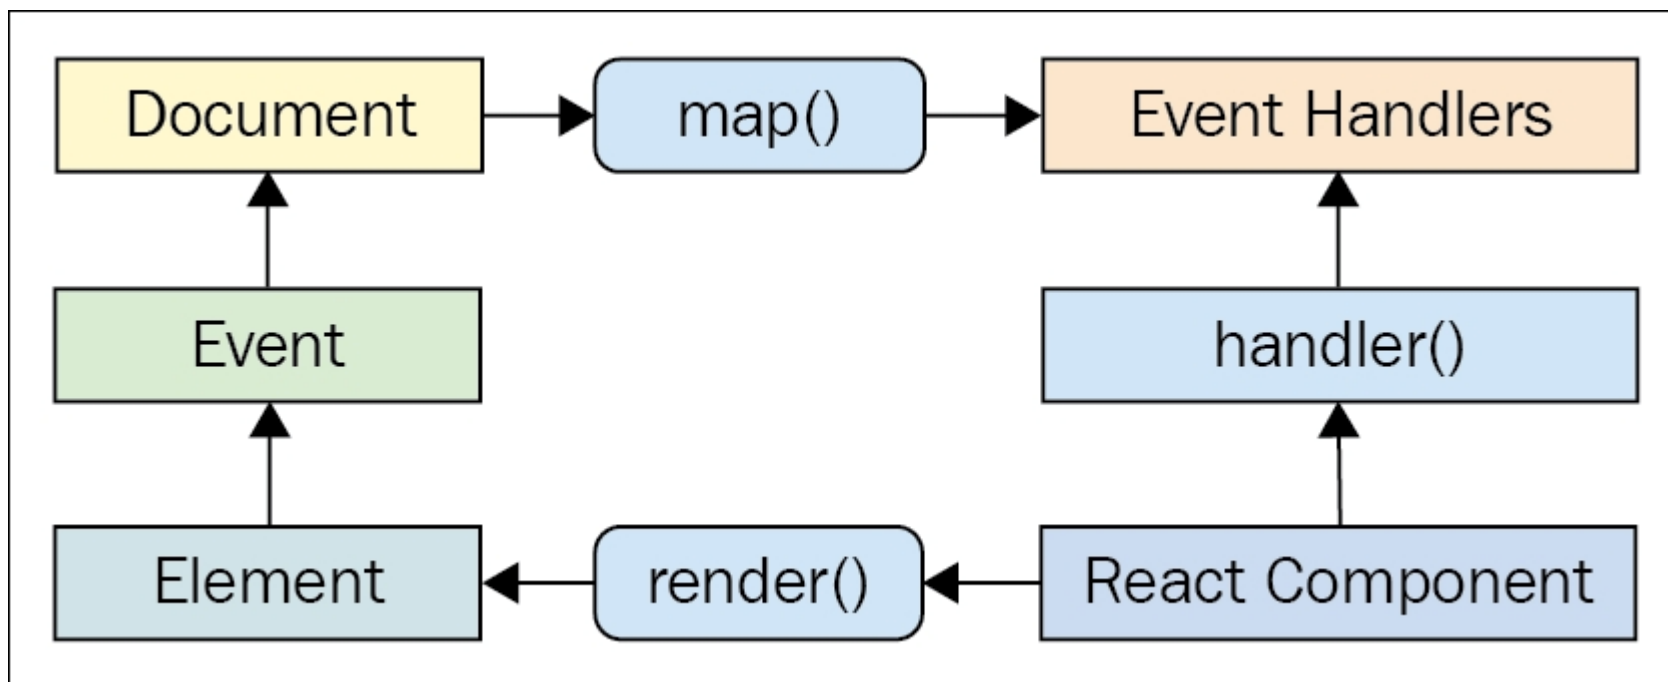 Document
map()
Event Handlers
Event
handler()
Element
render()
React Component